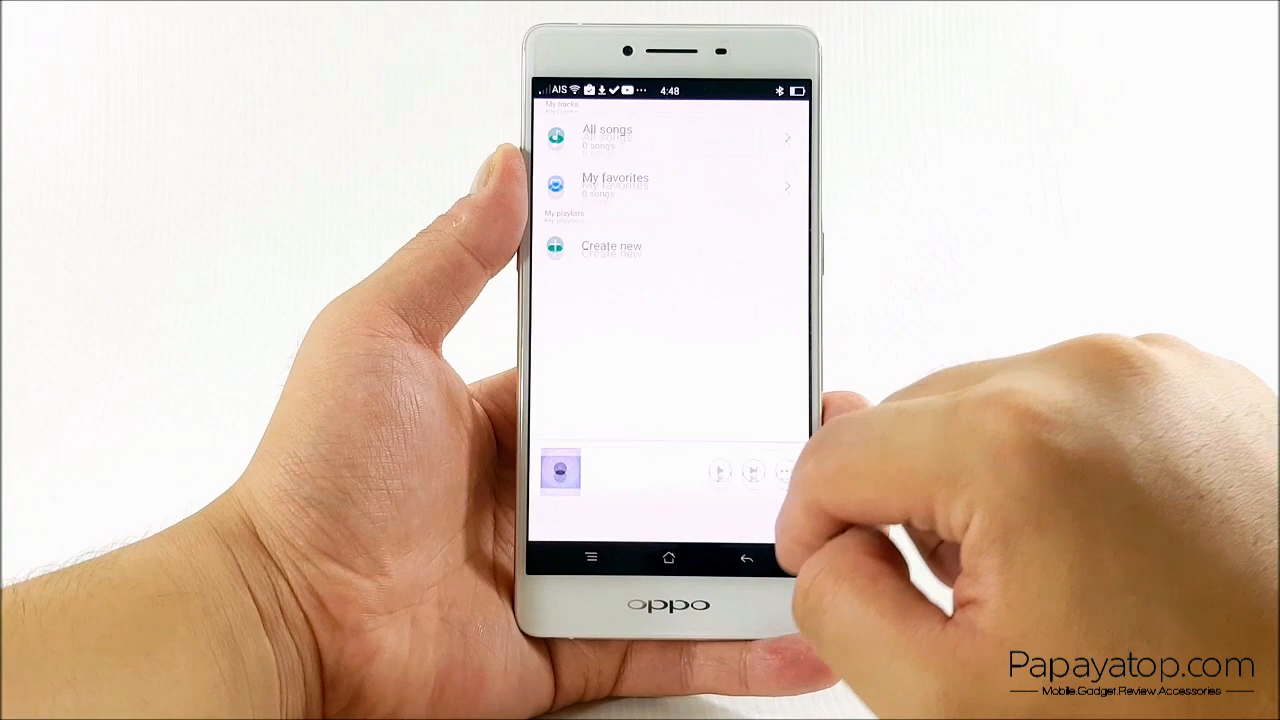 AIS 4:48
My tracks
All songs
0 songs
My favorites
0 songs
My playlists
Create new
oppo
Papayatop.com
Mobile.Gadget.Review.Accessories